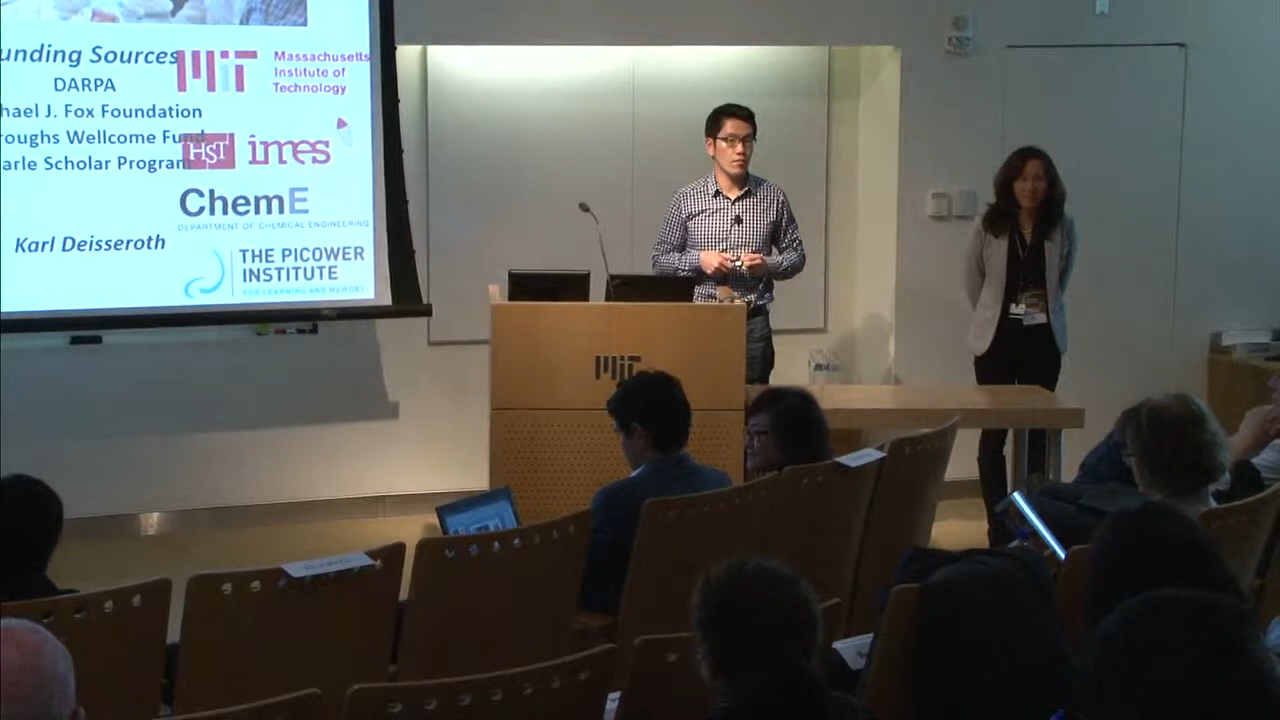 unding Sources
DARPA
hael J. Fox Foundation
roughs Wellcome Fund
arle Scholar Program
Karl Deisseroth
MIT
Massachusetts
Institute of
Technology
HST
imes
ChemE
DEPARTMENT OF CHEMICAL ENGINEERING
THE PICOWER
INSTITUTE
FOR LEARNING AND MEMORY
MIT